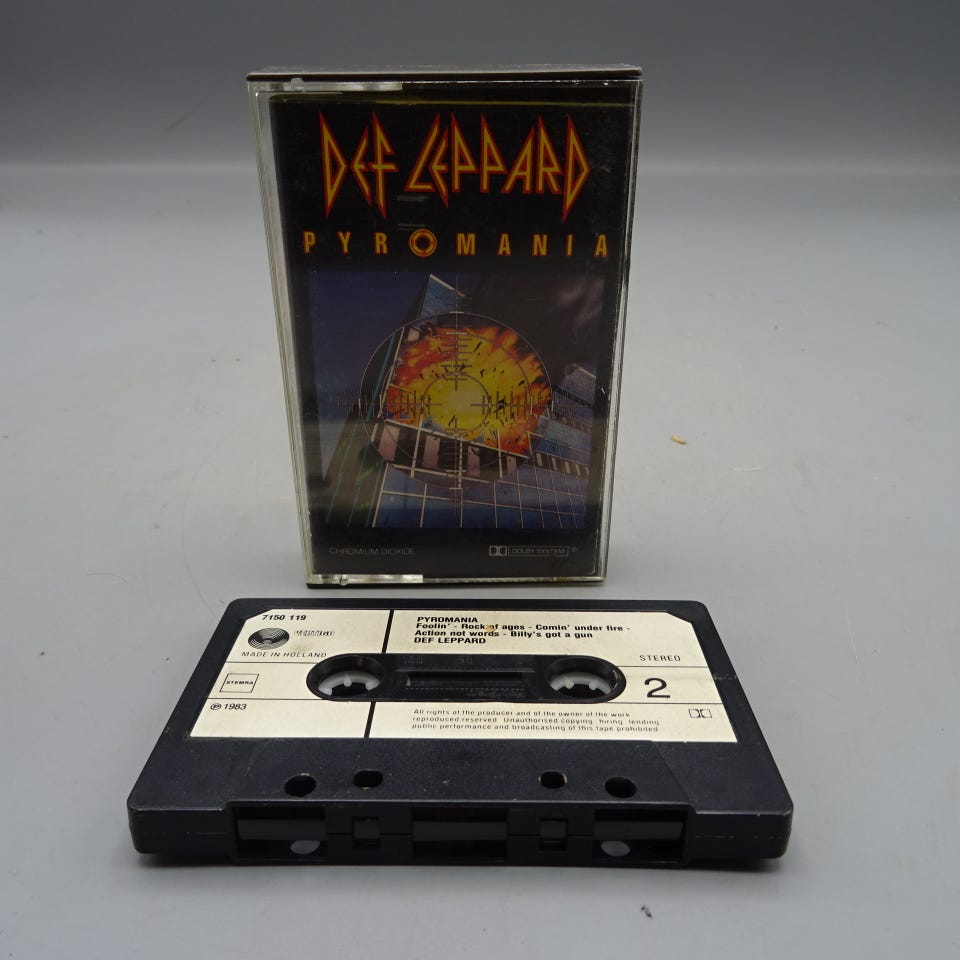 DEF LEPPARD
PYROMANIA
CHROMIUM DIOXIDE
DOLBY SYSTEM ®
7150 119
VERTIGO
MADE IN HOLLAND
STEMRA
℗ 1983
PYROMANIA
Foolin' - Rock of ages - Comin' under fire -
Action not words - Billy's got a gun
DEF LEPPARD
STEREO
2
All rights of the producer and of the owner of the work
reproduced reserved Unauthorised copying hiring lending
public performance and broadcasting of this tape prohibited